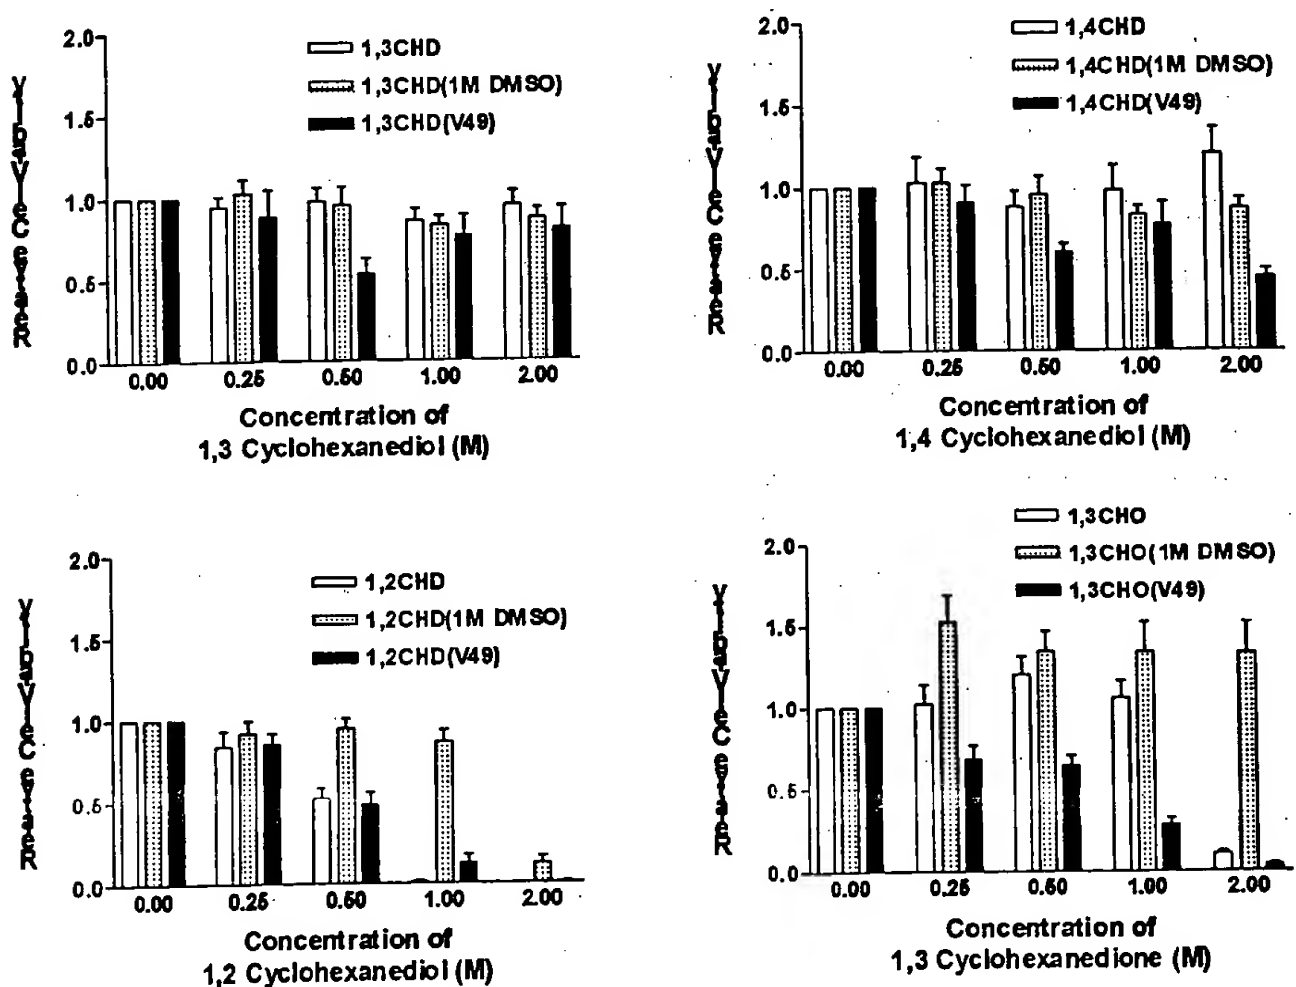 2.0
1.5
1.0
0.5
0.0
1,3CHD
1,3CHD(1M DMSO)
1,3CHD(V49)
Relative Cell Viability
0.00 0.25 0.50 1.00 2.00
Concentration of
1,3 Cyclohexanediol (M)
2.0
1.5
1.0
0.5
0.0
1,4CHD
1,4CHD(1M DMSO)
1,4CHD(V49)
Relative Cell Viability
0.00 0.25 0.50 1.00 2.00
Concentration of
1,4 Cyclohexanediol (M)
2.0
1.5
1.0
0.5
0.0
1,2CHD
1,2CHD(1M DMSO)
1,2CHD(V49)
Relative Cell Viability
0.00 0.25 0.50 1.00 2.00
Concentration of
1,2 Cyclohexanediol (M)
2.0
1.5
1.0
0.5
0.0
1,3CHO
1,3CHO(1M DMSO)
1,3CHO(V49)
Relative Cell Viability
0.00 0.25 0.50 1.00 2.00
Concentration of
1,3 Cyclohexanedione (M)